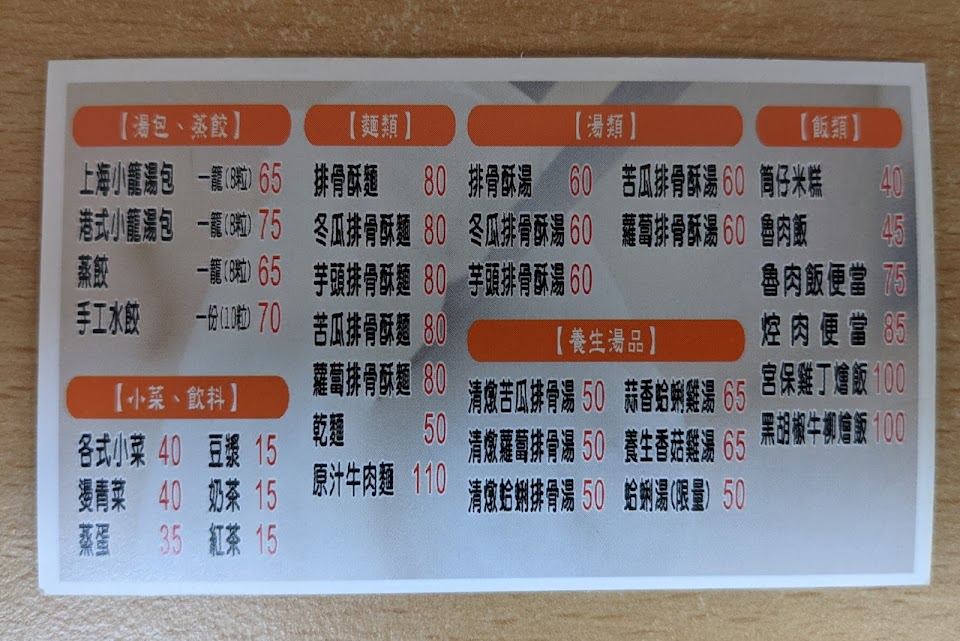 【湯包、蒸餃】
上海小籠湯包 一籠(8粒) 65
港式小籠湯包 一籠(8粒) 75
蒸餃 一籠(8粒) 65
手工水餃 一份(10粒) 70
【小菜、飲料】
各式小菜 40 豆漿 15
燙青菜 40 奶茶 15
蒸蛋 35 紅茶 15
【麵類】
排骨酥麵 80
冬瓜排骨酥麵 80
芋頭排骨酥麵 80
苦瓜排骨酥麵 80
蘿蔔排骨酥麵 80
乾麵 50
原汁牛肉麵 110
【湯類】
排骨酥湯 60 苦瓜排骨酥湯 60
冬瓜排骨酥湯 60 蘿蔔排骨酥湯 60
芋頭排骨酥湯 60
【養生湯品】
清燉苦瓜排骨湯 50 蒜香蛤蜊雞湯 65
清燉蘿蔔排骨湯 50 養生香菇雞湯 65
清燉蛤蜊排骨湯 50 蛤蜊湯(限量) 50
【飯類】
筒仔米糕 40
魯肉飯 45
魯肉飯便當 75
焢肉便當 85
宮保雞丁燴飯 100
黑胡椒牛柳燴飯 100